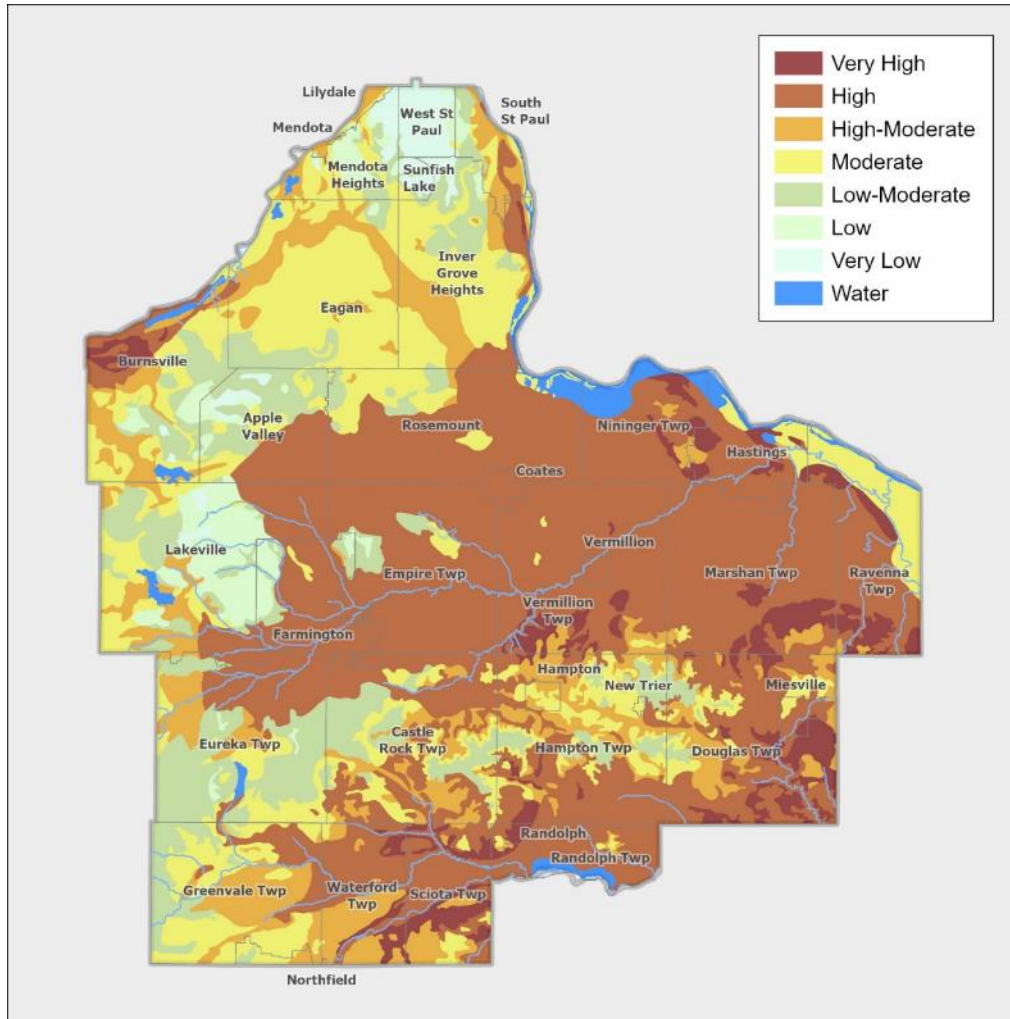 Very High
High
High-Moderate
Moderate
Low-Moderate
Low
Very Low
Water
Lilydale
South
St Paul
West St
Paul
Mendota
Mendota
Heights
Sunfish
Lake
Inver
Grove
Heights
Eagan
Burnsville
Apple
Valley
Rosemount
Nininger Twp
Hastings
Coates
Lakeville
Vermillion
Empire Twp
Marshan Twp
Ravenna
Twp
Vermillion
Twp
Farmington
Hampton
New Trier
Miesville
Eureka Twp
Castle
Rock Twp
Hampton Twp
Douglas Twp
Randolph
Randolph Twp
Greenvale Twp
Waterford
Twp
Sciota Twp
Northfield